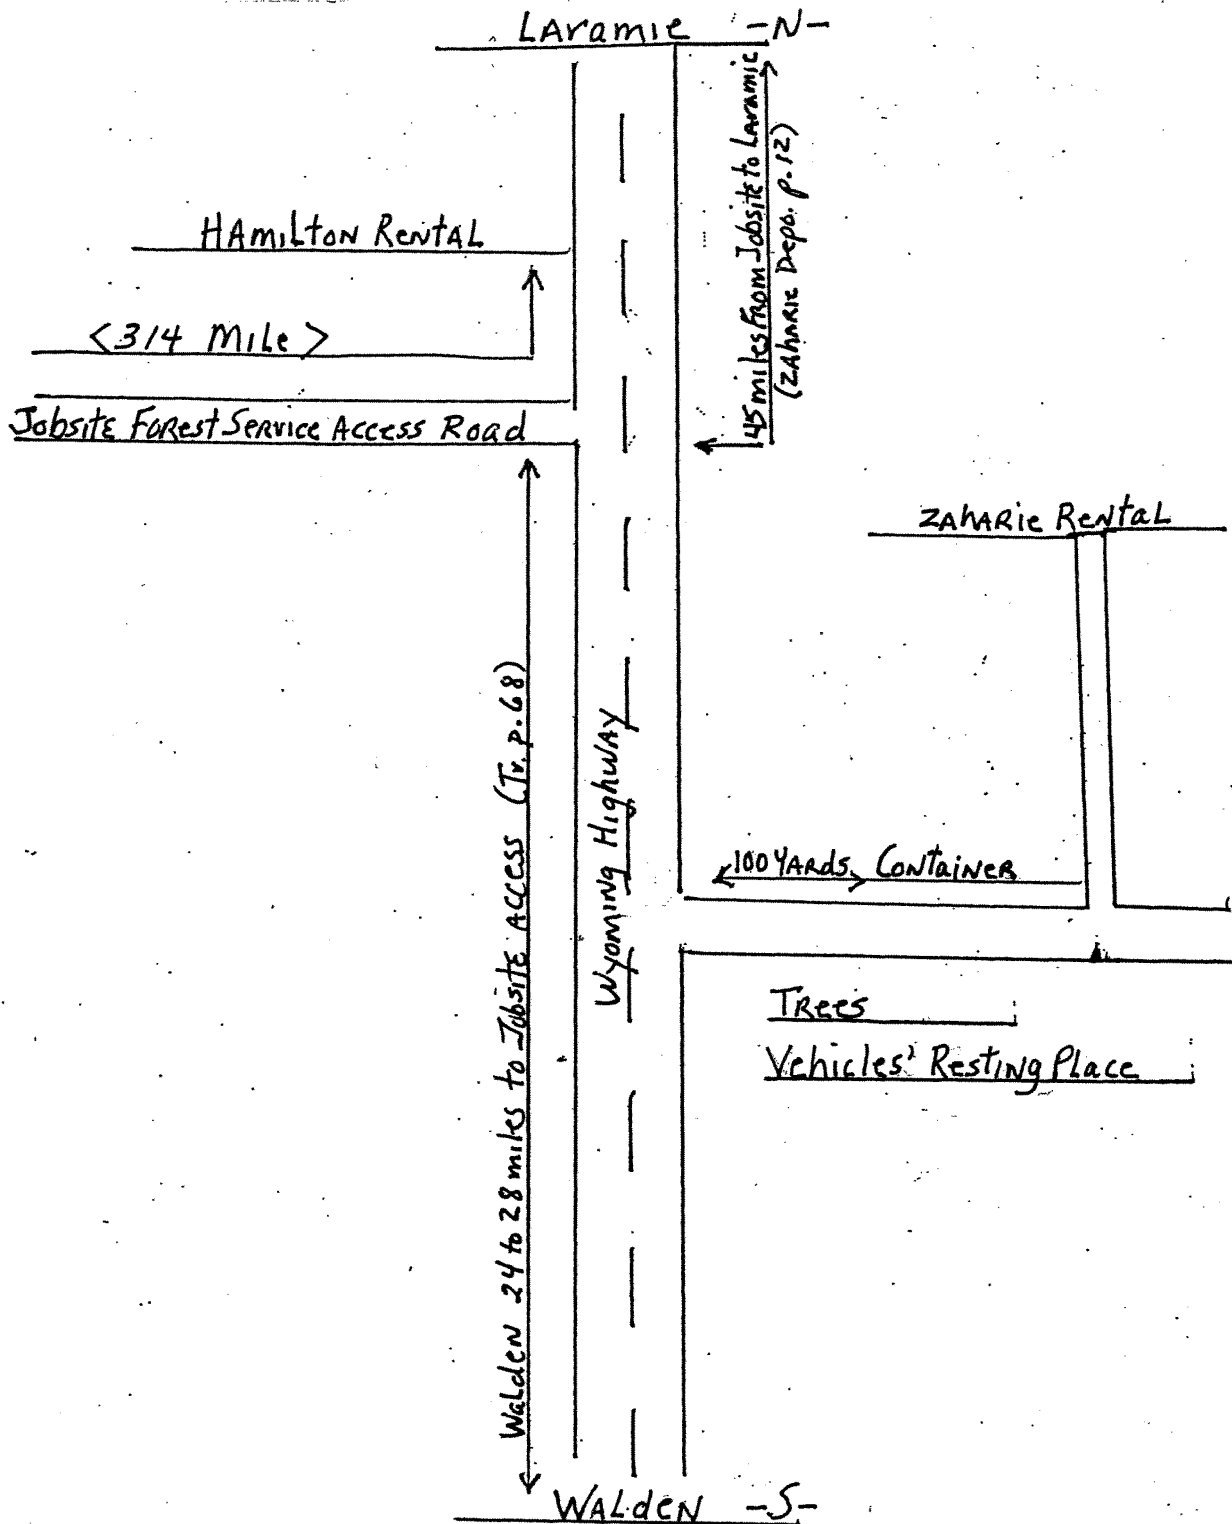 LAramie -N-
45 miles From Jobsite to Laramie
(Zaharie Depo. p. 12)
HAmiLtoN RENtAL
<3/4 MiLe>
Jobsite Forest Service Access Road
ZAhARie RentaL
Walden 24 to 28 miles to Jobsite Access (Tr. p. 68)
Wyoming Highway
100 YARds Container
Trees
Vehicles' Resting Place
WALdeN -S-